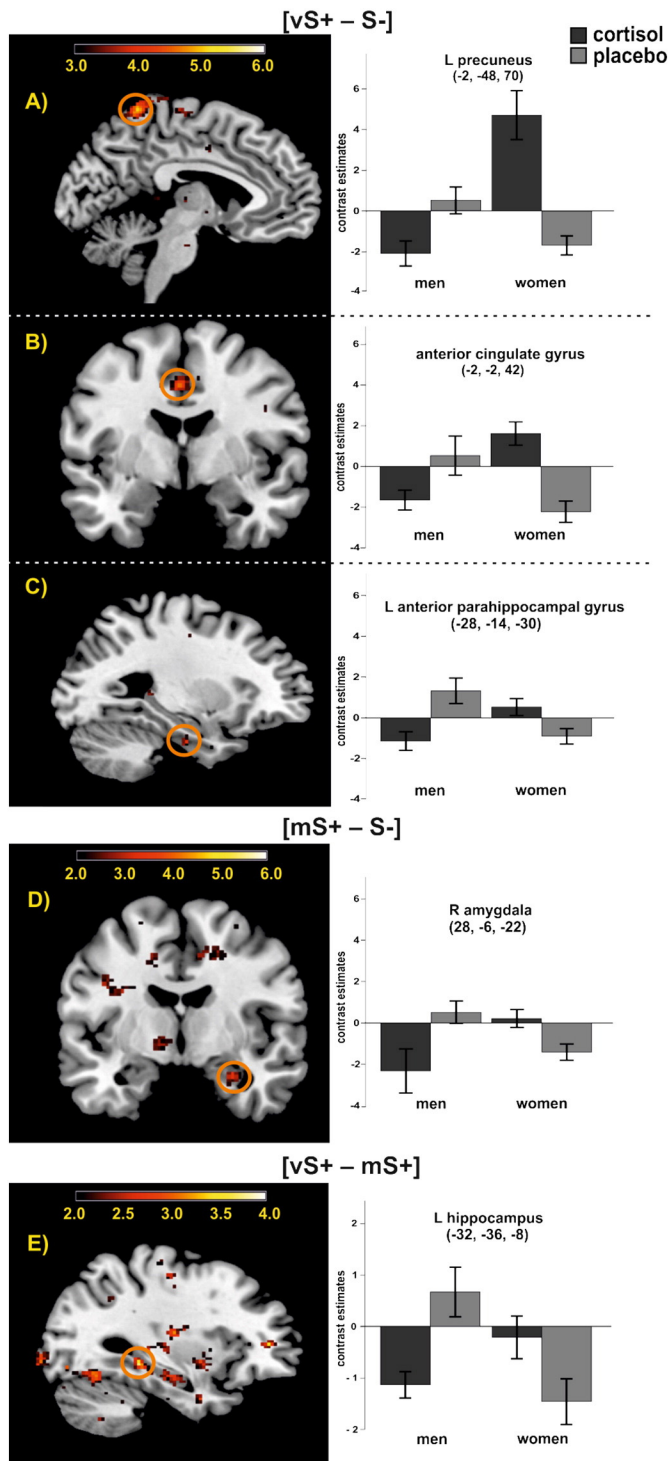 [vS+ – S-]
cortisol
placebo
3.0 4.0 5.0 6.0
A)
L precuneus
(-2, -48, 70)
contrast estimates
6
4
2
0
-2
-4
men women
B)
anterior cingulate gyrus
(-2, -2, 42)
contrast estimates
6
4
2
0
-2
-4
men women
C)
L anterior parahippocampal gyrus
(-28, -14, -30)
contrast estimates
6
4
2
0
-2
-4
men women
[mS+ – S-]
2.0 3.0 4.0 5.0 6.0
D)
R amygdala
(28, -6, -22)
contrast estimates
6
4
2
0
-2
-4
men women
[vS+ – mS+]
2.0 2.5 3.0 3.5 4.0
E)
L hippocampus
(-32, -36, -8)
contrast estimates
2
1
0
- 1
- 2
men women